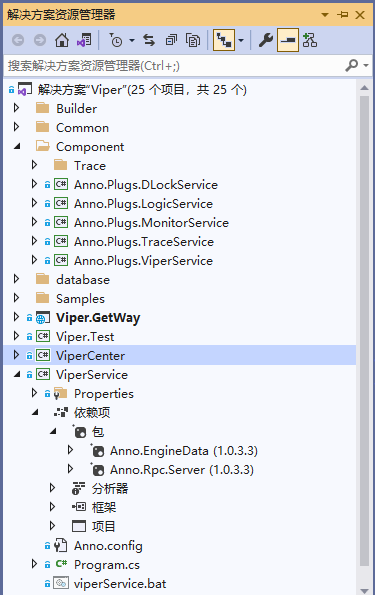 解决方案资源管理器
搜索解决方案资源管理器(Ctrl+;)
解决方案"Viper"(25 个项目，共 25 个)
Builder
Common
Component
Trace
C# Anno.Plugs.DLockService
C# Anno.Plugs.LogicService
C# Anno.Plugs.MonitorService
C# Anno.Plugs.TraceService
C# Anno.Plugs.ViperService
database
Samples
Viper.GetWay
C# Viper.Test
C# ViperCenter
C# ViperService
Properties
依赖项
包
Anno.EngineData (1.0.3.3)
Anno.Rpc.Server (1.0.3.3)
分析器
框架
项目
Anno.config
C# Program.cs
viperService.bat